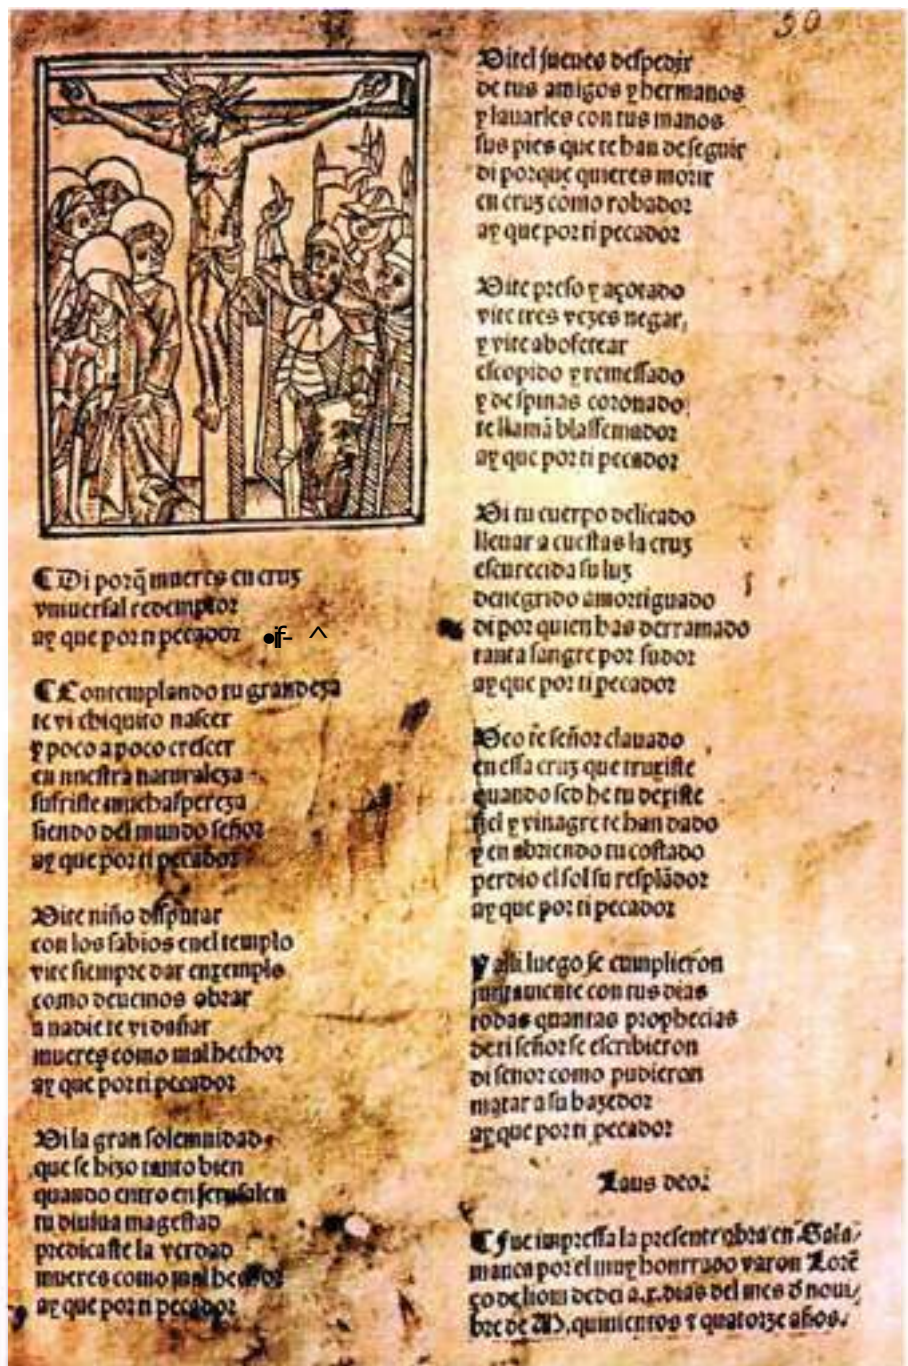 50
Vitel jueues despedir
de tus amigos y hermanos
y lauarles con tus manos
sus pies que te han de seguir
di porque quieres morir
en cruz como robador
ay que por ti pecador
Vite preso y açotado
vite tres vezes negar,
y vite abofetear
escopido y remessado
y despinas coronado
te llamã blassemador
ay que por ti pecador
Vi tu cuerpo delicado
lleuar a cuestas la cruz
escurecida su luz
denegrido amortiguado
di por quien has derramado
tanta sangre por sudor
ay que por ti pecador
Veo te señor clauado
en essa cruz que truxiste
quando sed he tu dexiste
fiel y vinagre te han dado
y en abriendo tu costado
perdio el sol su resplãdor
ay que por ti pecador
y alli luego se cumplieron
juntamente con tus dias
todas quantas prophecias
de ti señor se escribieron
di señor como pudieron
matar a su hazedor
ay que por ti pecador
Laus deo:
¶ Fue impressa la presente obra en Sala/
manca por el muy honrrado varon Lorẽ
ço de liom dedei a.x. dias del mes đ nouiẽ/
bre de M. quinientos y quatorze años.
¶ Di porq̃ mueres en cruz
vniuersal redemptor
ay que por ti pecador
¶ Contemplando tu grandeza
te vi chiquito nascer
y poco a poco crescer
en nuestra naturaleza
sufriste muchaspereza
siendo del mundo señor
ay que por ti pecador
Vite niño disputar
con los sabios enel templo
vite siempre dar enxemplo
como deuemos obrar
a nadie te vi dañar
mueres como mal hechor
ay que por ti pecador
Vi la gran solemnidad
que se hizo tanto bien
quando entro en jerusalen
tu diuina magestad
predicaste la verdad
mueres como mal hechor
ay que por ti pecador